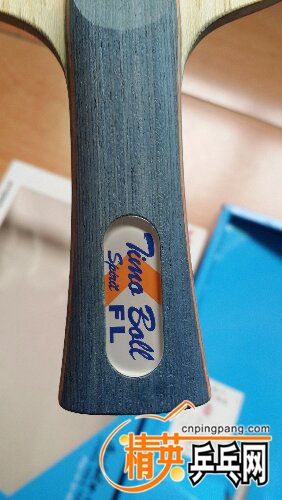 Timo Boll
Spirit
FL
cnpingpang.com
精英乒乓网